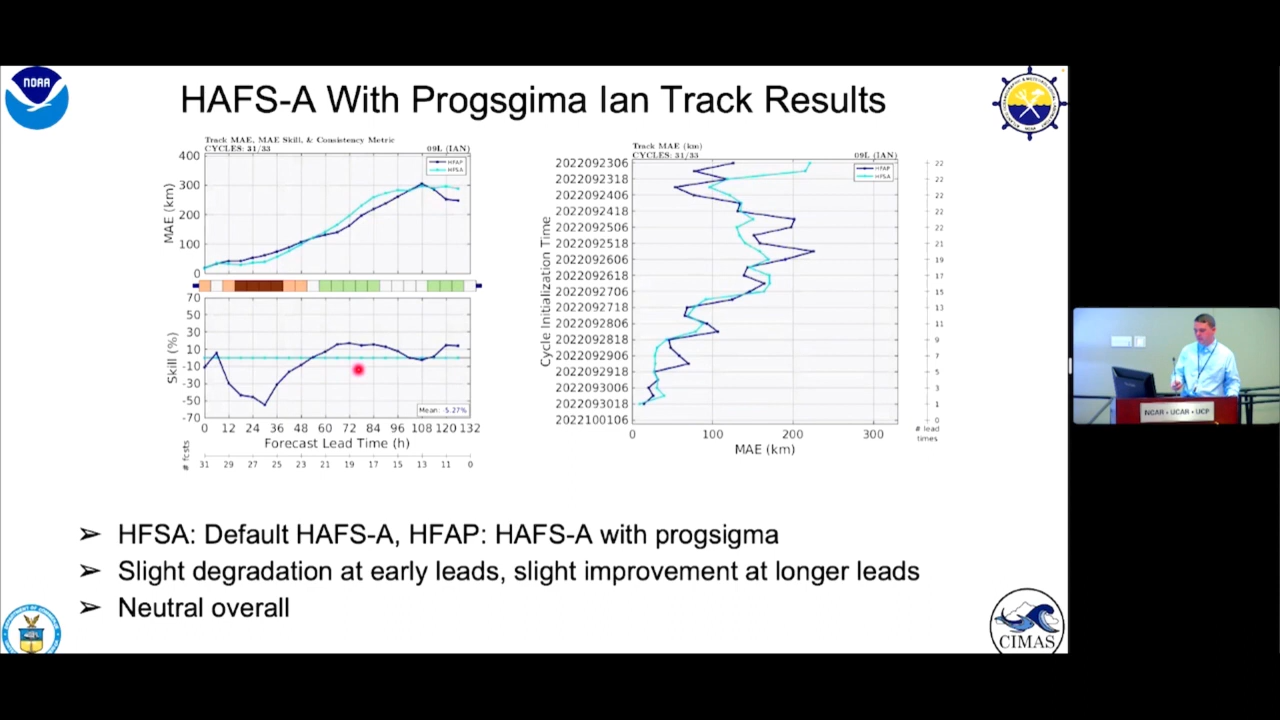 NOAA
HAFS-A With Progsgima Ian Track Results
Track MAE, MAE Skill, & Consistency Metric
CYCLES: 31/33 09L (IAN)
HFAP
HFSA
400
300
200
100
0
MAE (km)
70
50
30
10
-10
-30
-50
-70
Skill (%)
Mean: 5.27%
0 12 24 36 48 60 72 84 96 108 120 132
Forecast Lead Time (h)
# fcsts
31 29 27 25 23 21 19 17 15 13 11 0
Track MAE (km)
CYCLES: 31/33 09L (IAN)
HFAP
HFSA
Cycle Initialization Time
2022092306 22
2022092318 22
2022092406 22
2022092418 22
2022092506 22
2022092518 21
2022092606 19
2022092618 17
2022092706 15
2022092718 13
2022092806 11
2022092818 9
2022092906 7
2022092918 5
2022093006 3
2022093018 1
2022100106 0
0 100 200 300
# lead
times
MAE (km)
➢ HFSA: Default HAFS-A, HFAP: HAFS-A with progsigma
➢ Slight degradation at early leads, slight improvement at longer leads
➢ Neutral overall
CIMAS
NCAR • UCAR • UCP